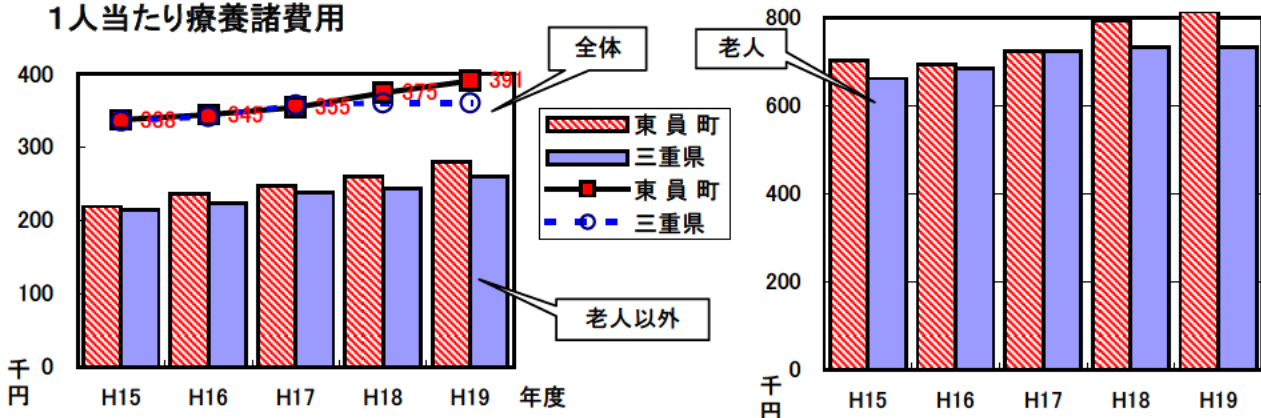 1人当たり療養諸費用
全体
400
300
200
100
0
千円
338
345
355
375
391
H15
H16
H17
H18
H19
年度
東員町
三重県
東員町
三重県
老人以外
老人
800
600
400
200
0
千円
H15
H16
H17
H18
H19